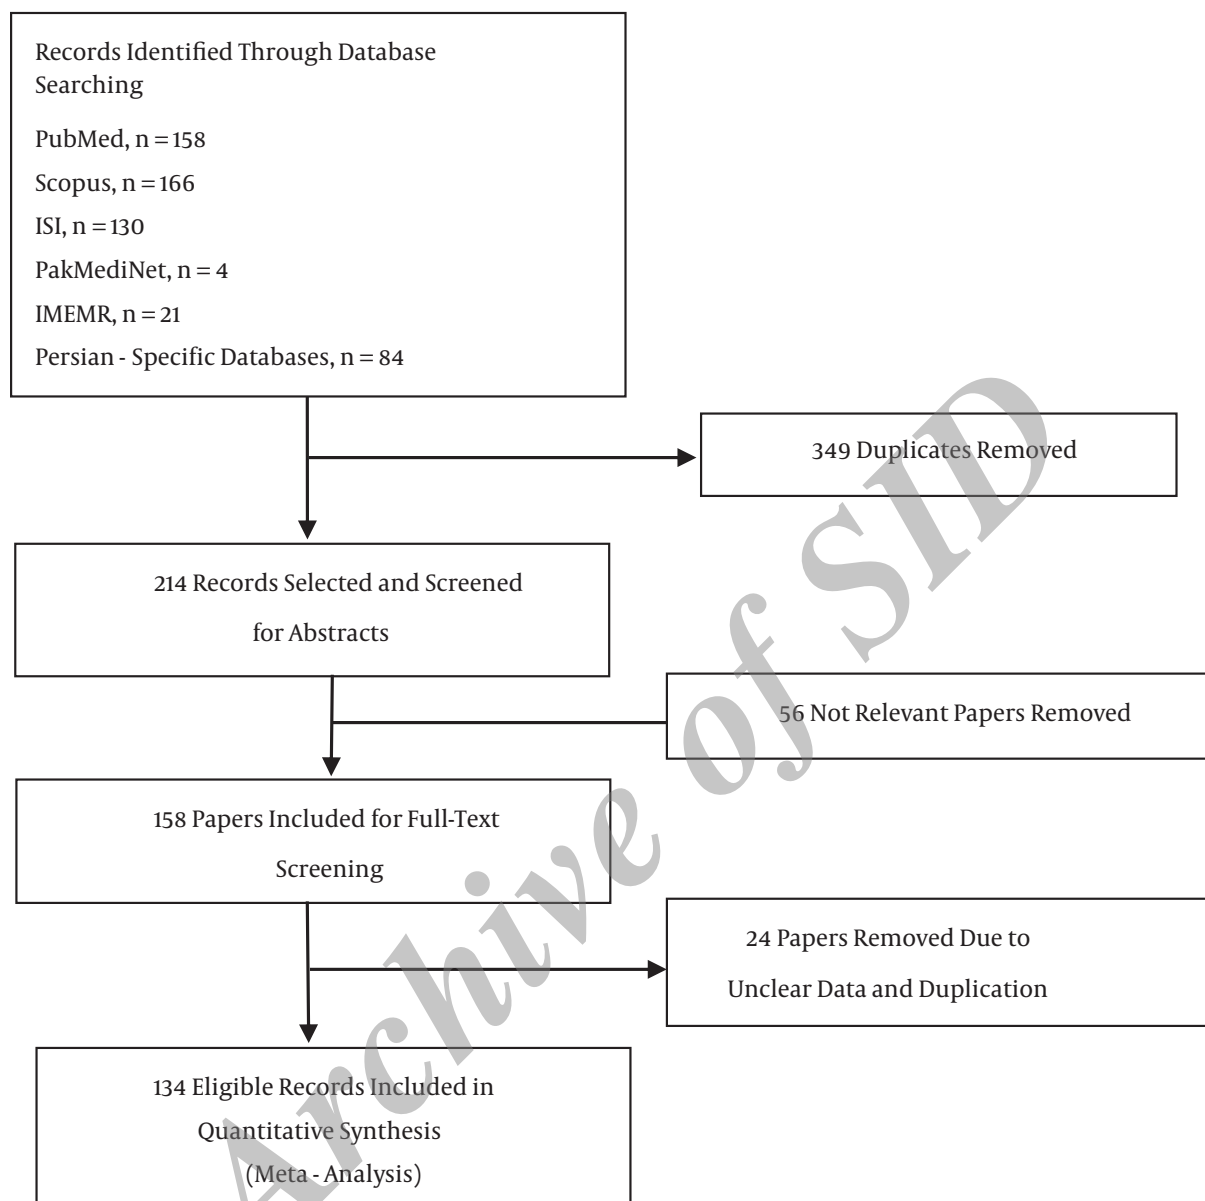 Records Identified Through Database
Searching
PubMed, n = 158
Scopus, n = 166
ISI, n = 130
PakMediNet, n = 4
IMEMR, n = 21
Persian - Specific Databases, n = 84
349 Duplicates Removed
214 Records Selected and Screened
for Abstracts
56 Not Relevant Papers Removed
158 Papers Included for Full-Text
Screening
24 Papers Removed Due to
Unclear Data and Duplication
134 Eligible Records Included in
Quantitative Synthesis
(Meta - Analysis)
Archive of SID